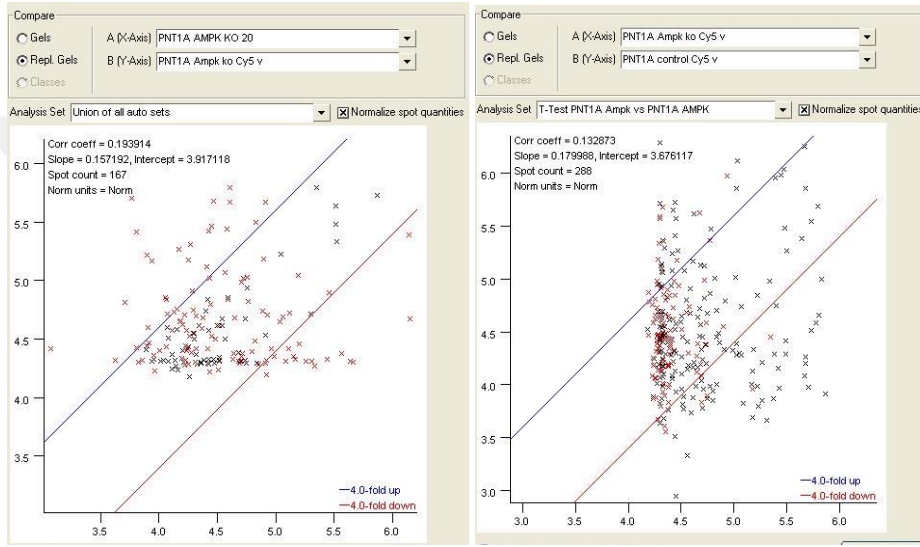 Compare
Gels
A (X-Axis) PNT1A AMPK KO 20
Repl. Gels
B (Y-Axis) PNT1A Ampk ko Cy5 v
Classes
Analysis Set Union of all auto sets
Normalize spot quantities
Corr coeff = 0.193914
Slope = 0.157192, Intercept = 3.917118
Spot count = 167
Norm units = Norm
6.0
5.5
5.0
4.5
4.0
3.5
4.0-fold up
4.0-fold down
3.5 4.0 4.5 5.0 5.5 6.0
Compare
Gels
A (X-Axis) PNT1A Ampk ko Cy5 v
Repl. Gels
B (Y-Axis) PNT1A control Cy5 v
Classes
Analysis Set T-Test PNT1A Ampk vs PNT1A AMPK
Normalize spot quantities
Corr coeff = 0.132873
Slope = 0.179988, Intercept = 3.676117
Spot count = 288
Norm units = Norm
6.0
5.5
5.0
4.5
4.0
3.5
3.0
4.0-fold up
4.0-fold down
3.0 3.5 4.0 4.5 5.0 5.5 6.0